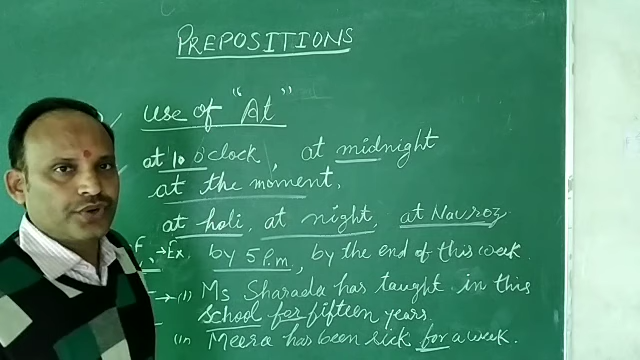 PREPOSITIONS
use of "At"
at 10 o'clock, at midnight
at the moment,
at holi, at night, at Navroz
→ Ex, by 5 P.m, by the end of this week.
→ (1) Ms Sharada has taught in this
school for fifteen years.
Meera has been sick for a week.